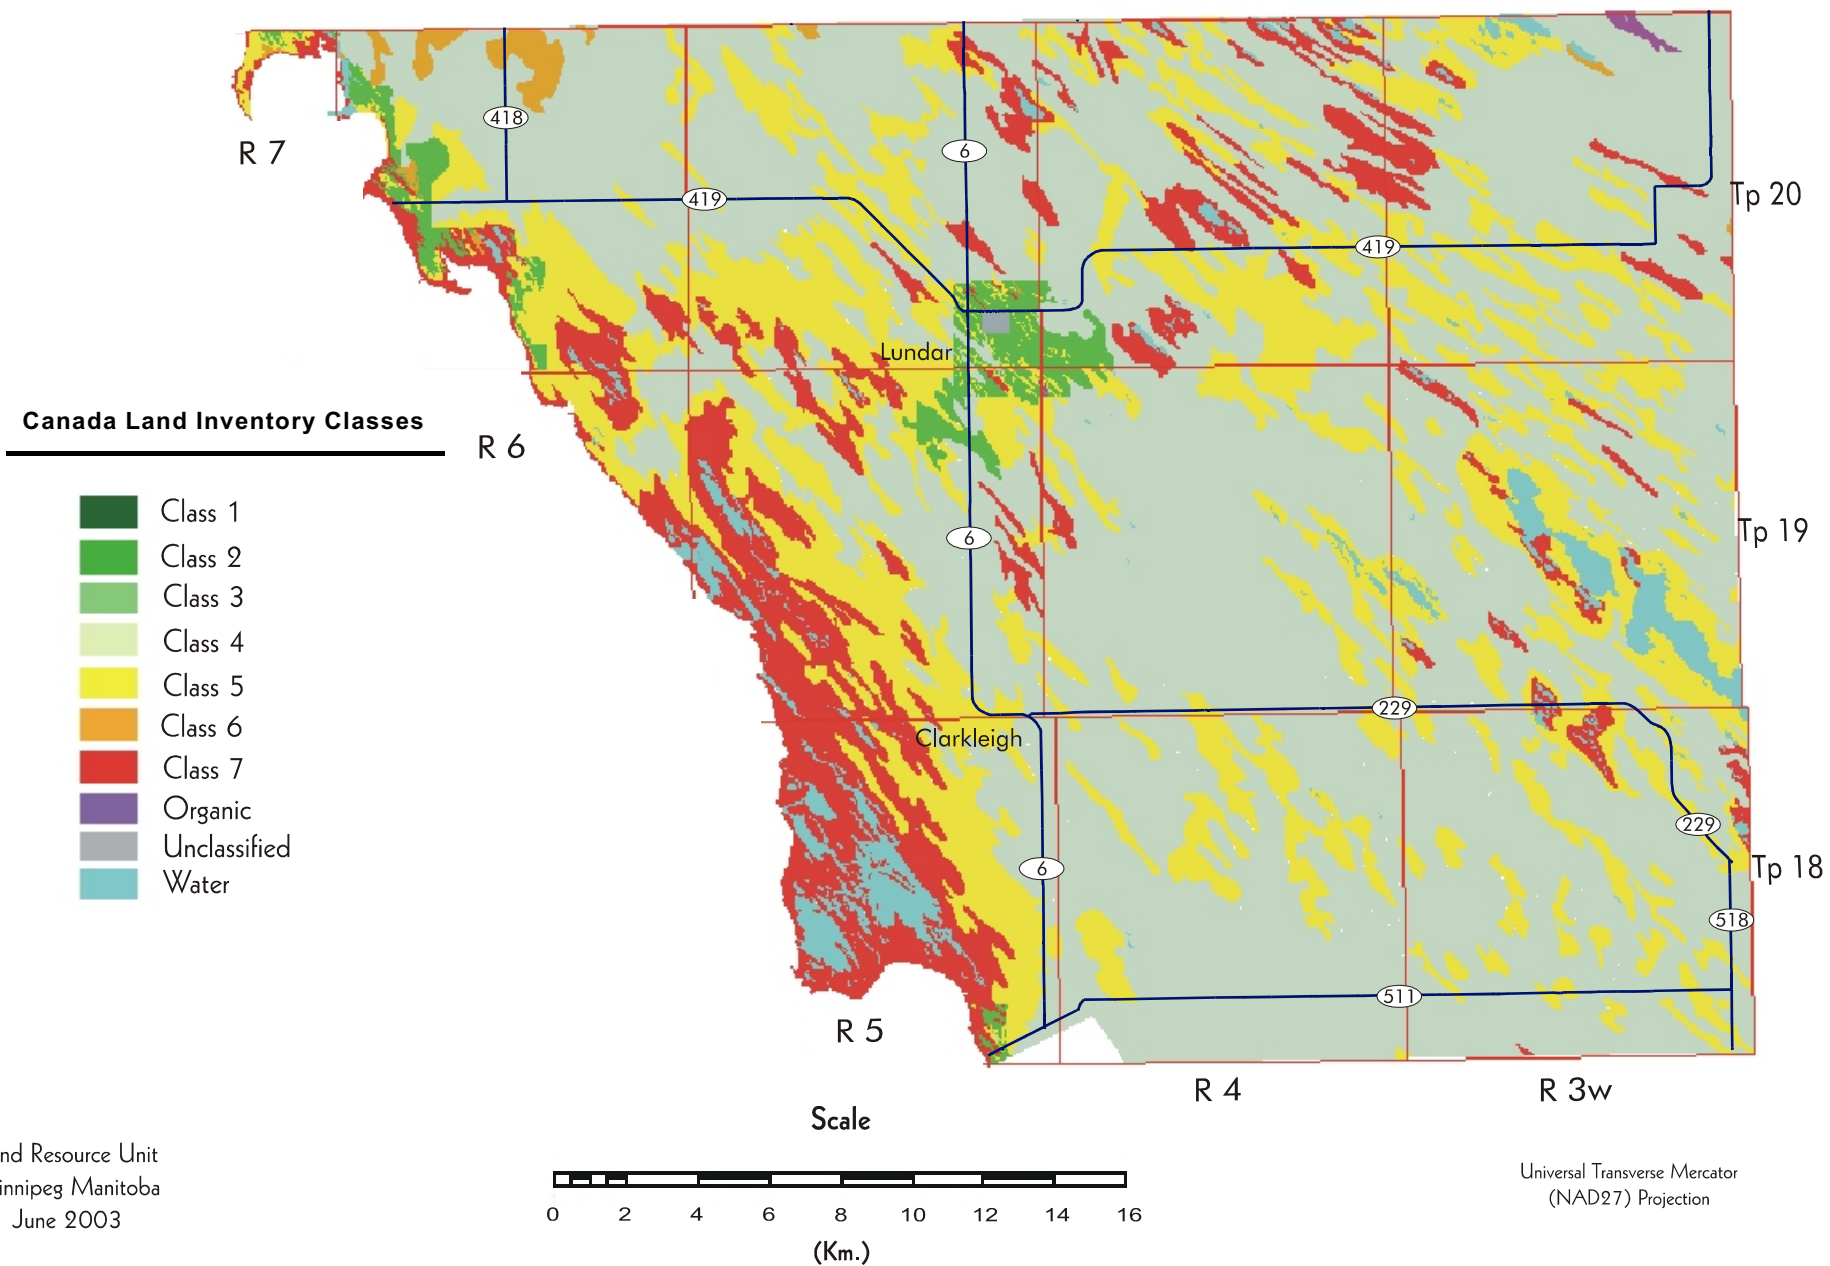 R 7
418
6
419
Tp 20
419
Lundar
Canada Land Inventory Classes
R 6
Class 1
Class 2
Class 3
Class 4
Class 5
Class 6
Class 7
Organic
Unclassified
Water
6
Tp 19
229
Clarkleigh
229
6
Tp 18
518
511
R 5
R 4
R 3w
Scale
0 2 4 6 8 10 12 14 16
(Km.)
nd Resource Unit
innipeg Manitoba
June 2003
Universal Transverse Mercator
(NAD27) Projection